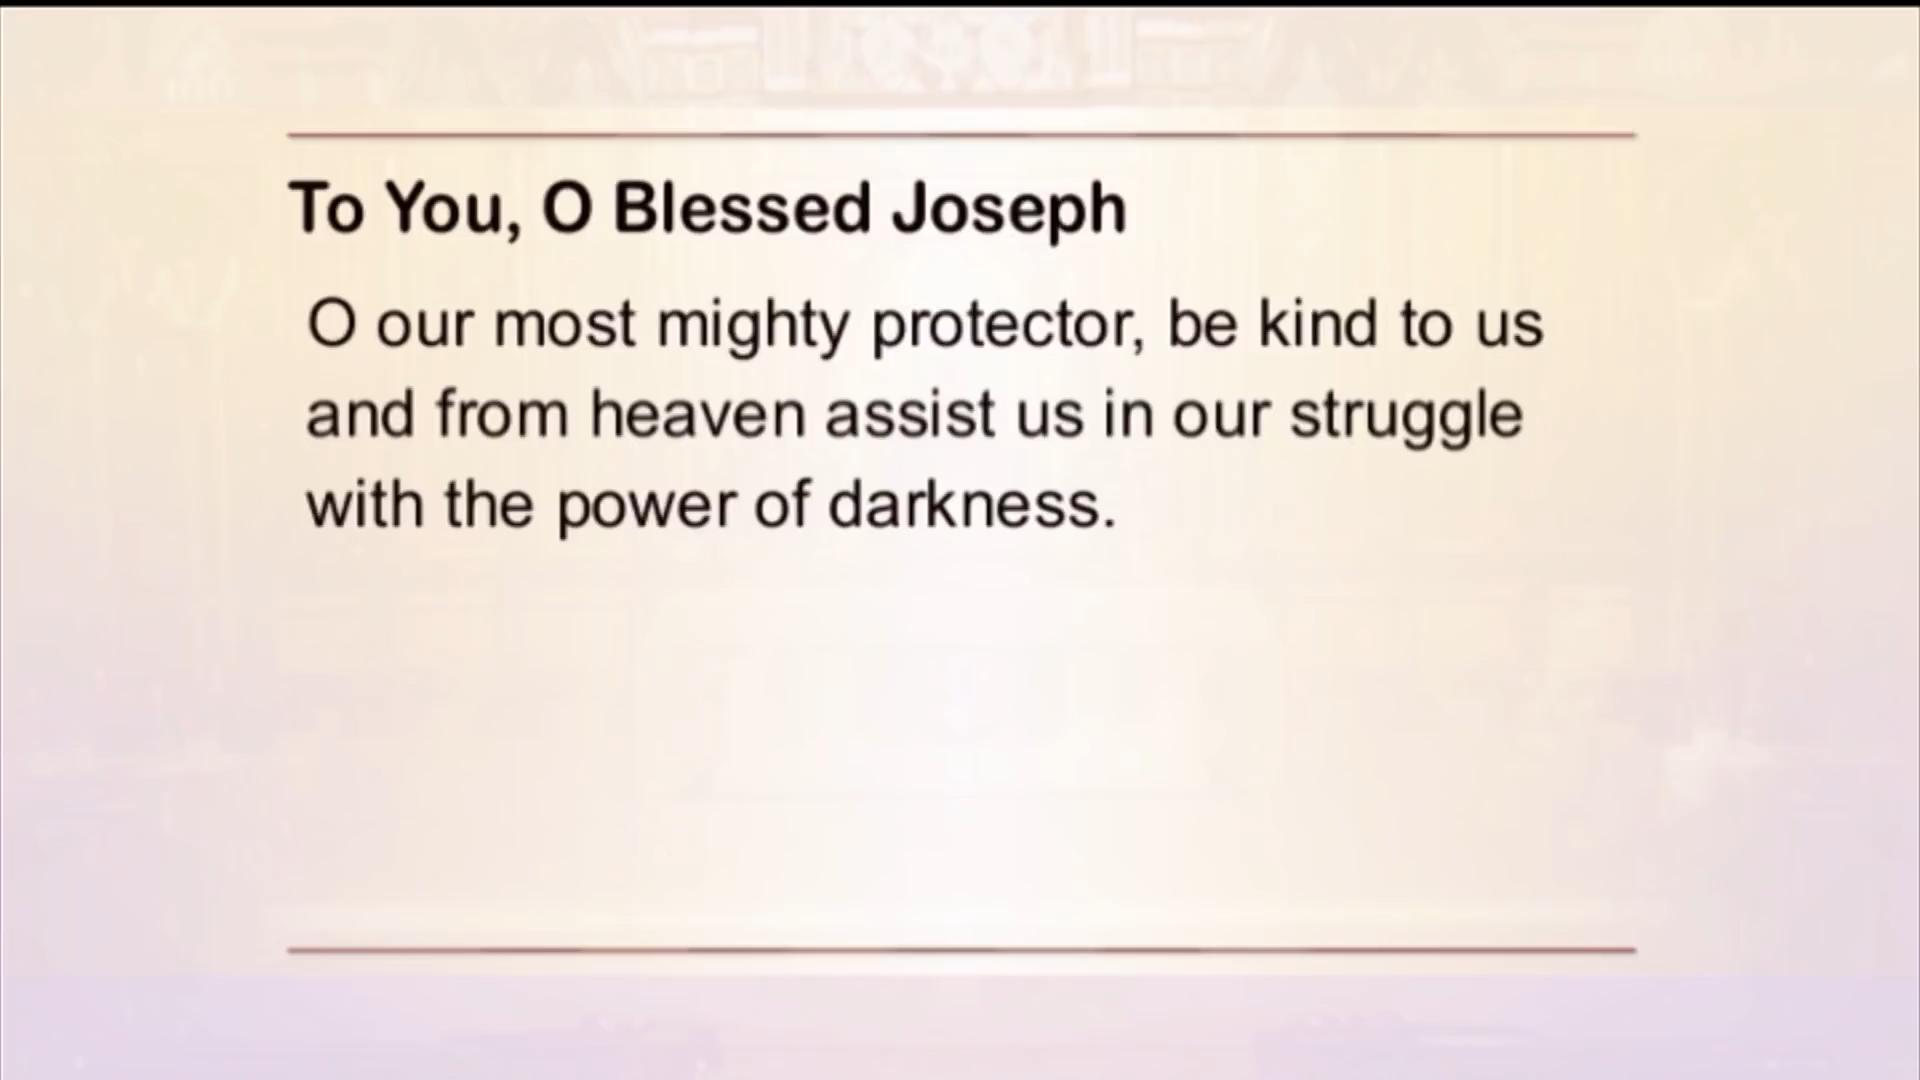 To You, O Blessed Joseph
O our most mighty protector, be kind to us
and from heaven assist us in our struggle
with the power of darkness.